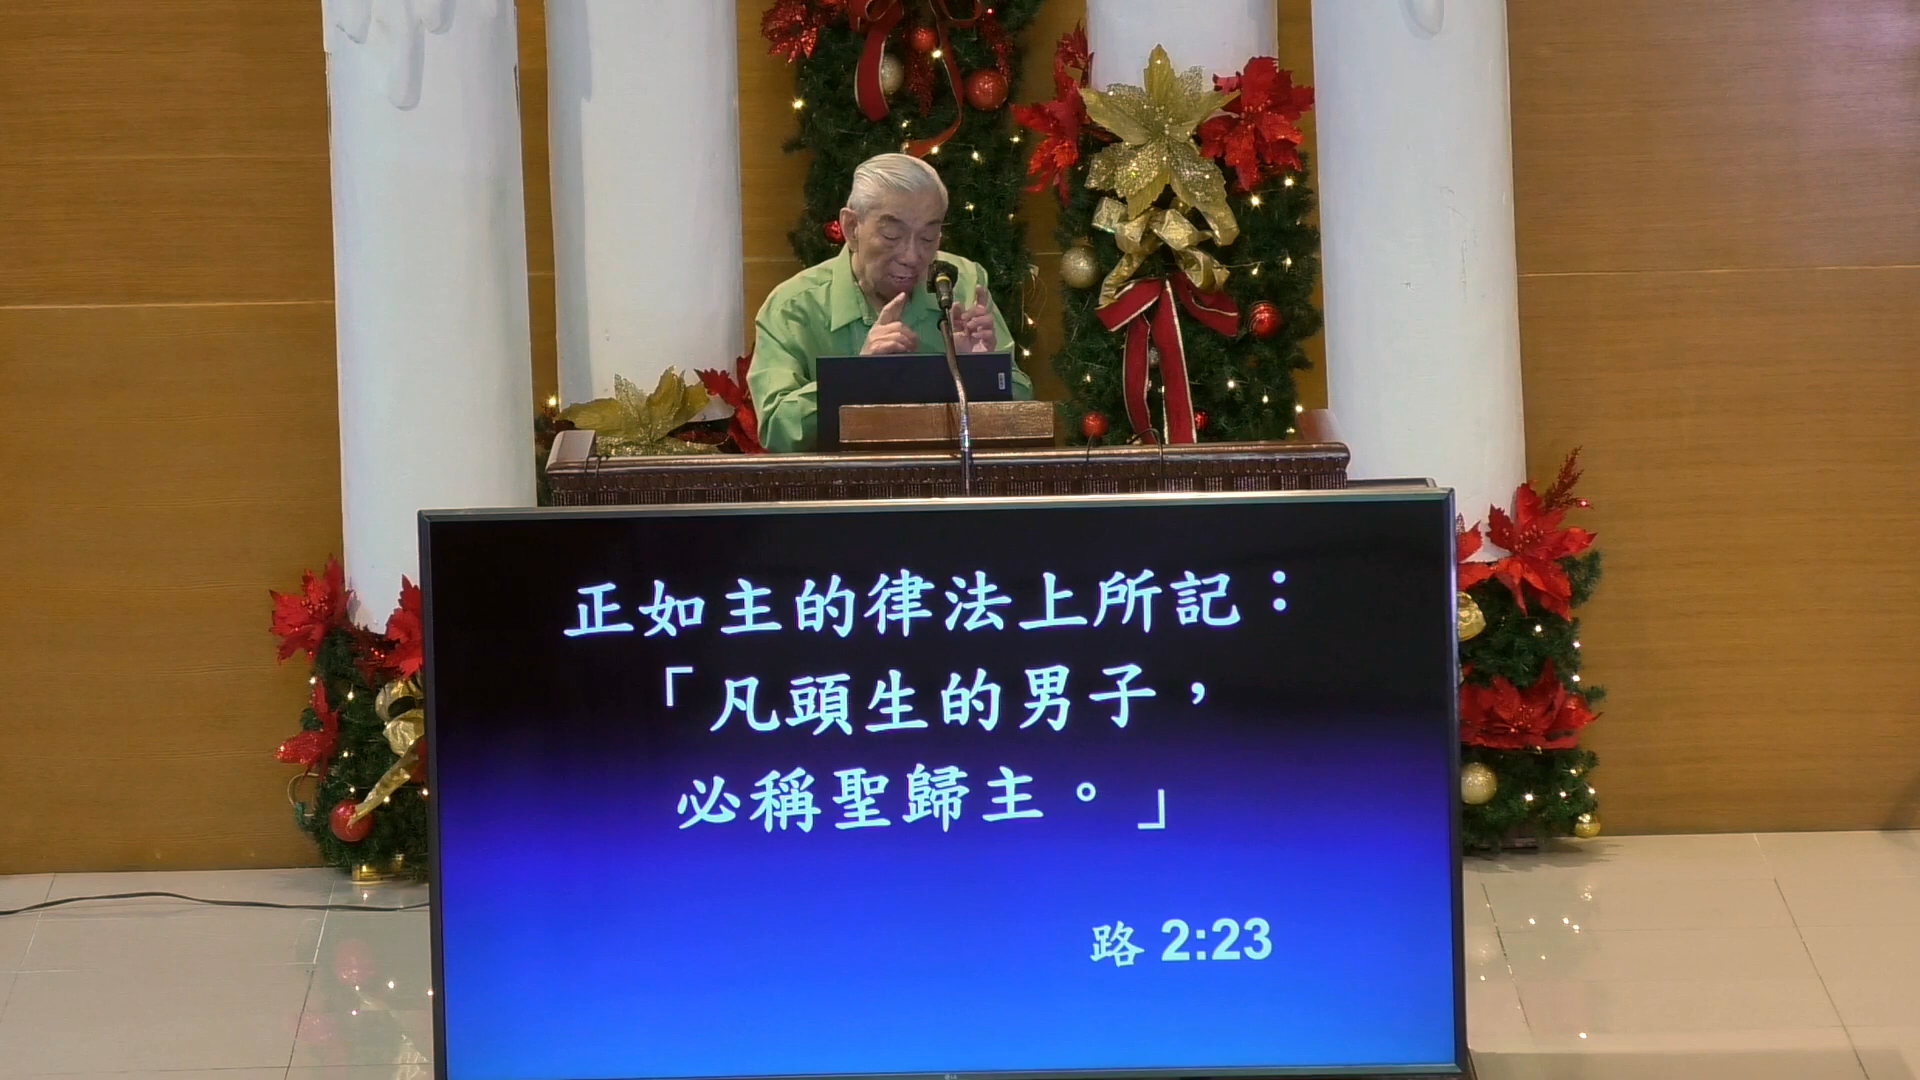 正如主的律法上所記：
「凡頭生的男子，
必稱聖歸主。」
路 2:23
LG